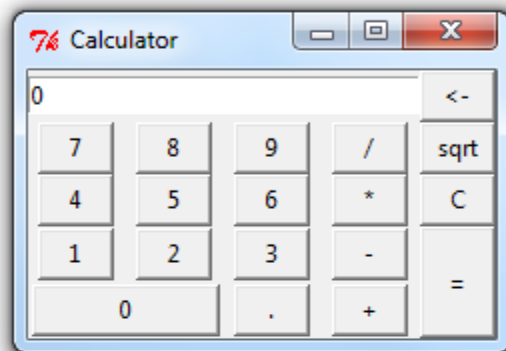 Calculator
0 <-
7 8 9 / sqrt
4 5 6 * C
1 2 3 - =
0 . +